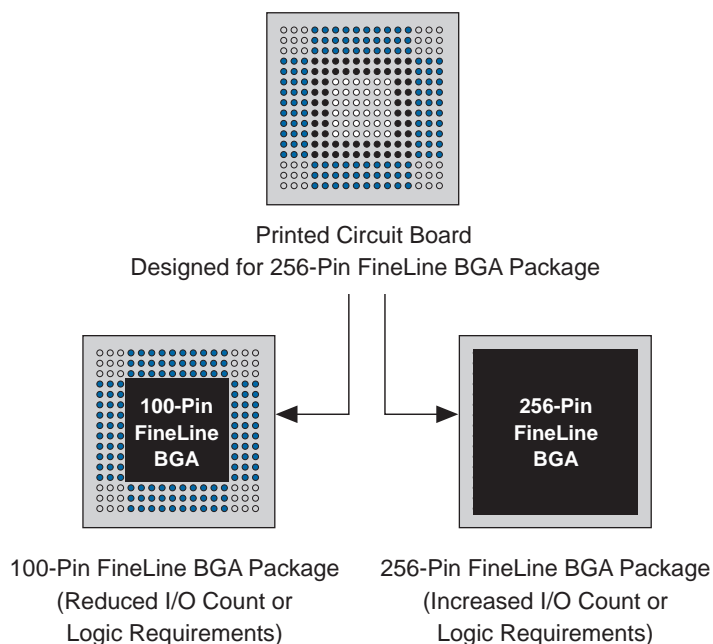 Printed Circuit Board
Designed for 256-Pin FineLine BGA Package
100-Pin
FineLine
BGA
256-Pin
FineLine
BGA
100-Pin FineLine BGA Package
(Reduced I/O Count or
Logic Requirements)
256-Pin FineLine BGA Package
(Increased I/O Count or
Logic Requirements)